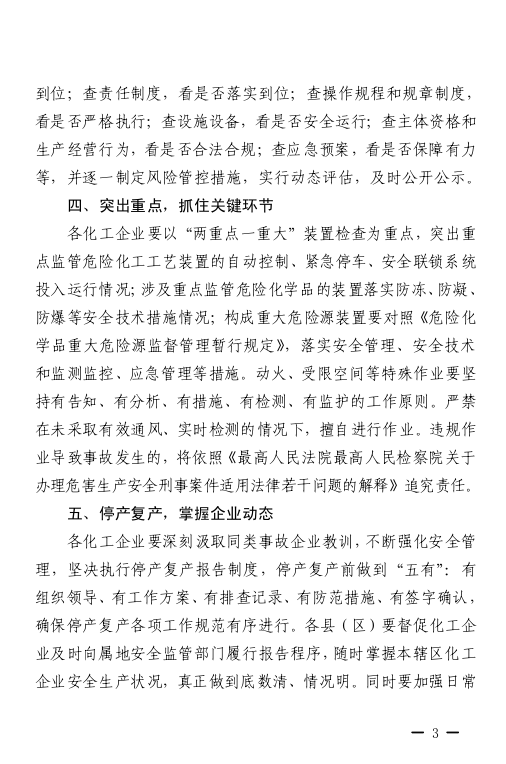 到位；查责任制度，看是否落实到位；查操作规程和规章制度，
看是否严格执行；查设施设备，看是否安全运行；查主体资格和
生产经营行为，看是否合法合规；查应急预案，看是否保障有力
等，并逐一制定风险管控措施，实行动态评估，及时公开公示。
四、突出重点，抓住关键环节
各化工企业要以“两重点一重大”装置检查为重点，突出重
点监管危险化工工艺装置的自动控制、紧急停车、安全联锁系统
投入运行情况；涉及重点监管危险化学品的装置落实防冻、防凝、
防爆等安全技术措施情况；构成重大危险源装置要对照《危险化
学品重大危险源监督管理暂行规定》，落实安全管理、安全技术
和监测监控、应急管理等措施。动火、受限空间等特殊作业要坚
持有告知、有分析、有措施、有检测、有监护的工作原则。严禁
在未采取有效通风、实时检测的情况下，擅自进行作业。违规作
业导致事故发生的，将依照《最高人民法院最高人民检察院关于
办理危害生产安全刑事案件适用法律若干问题的解释》追究责任。
五、停产复产，掌握企业动态
各化工企业要深刻汲取同类事故企业教训，不断强化安全管
理，坚决执行停产复产报告制度，停产复产前做到“五有”：有
组织领导、有工作方案、有排查记录、有防范措施、有签字确认，
确保停产复产各项工作规范有序进行。各县（区）要督促化工企
业及时向属地安全监管部门履行报告程序，随时掌握本辖区化工
企业安全生产状况，真正做到底数清、情况明。同时要加强日常
— 3 —